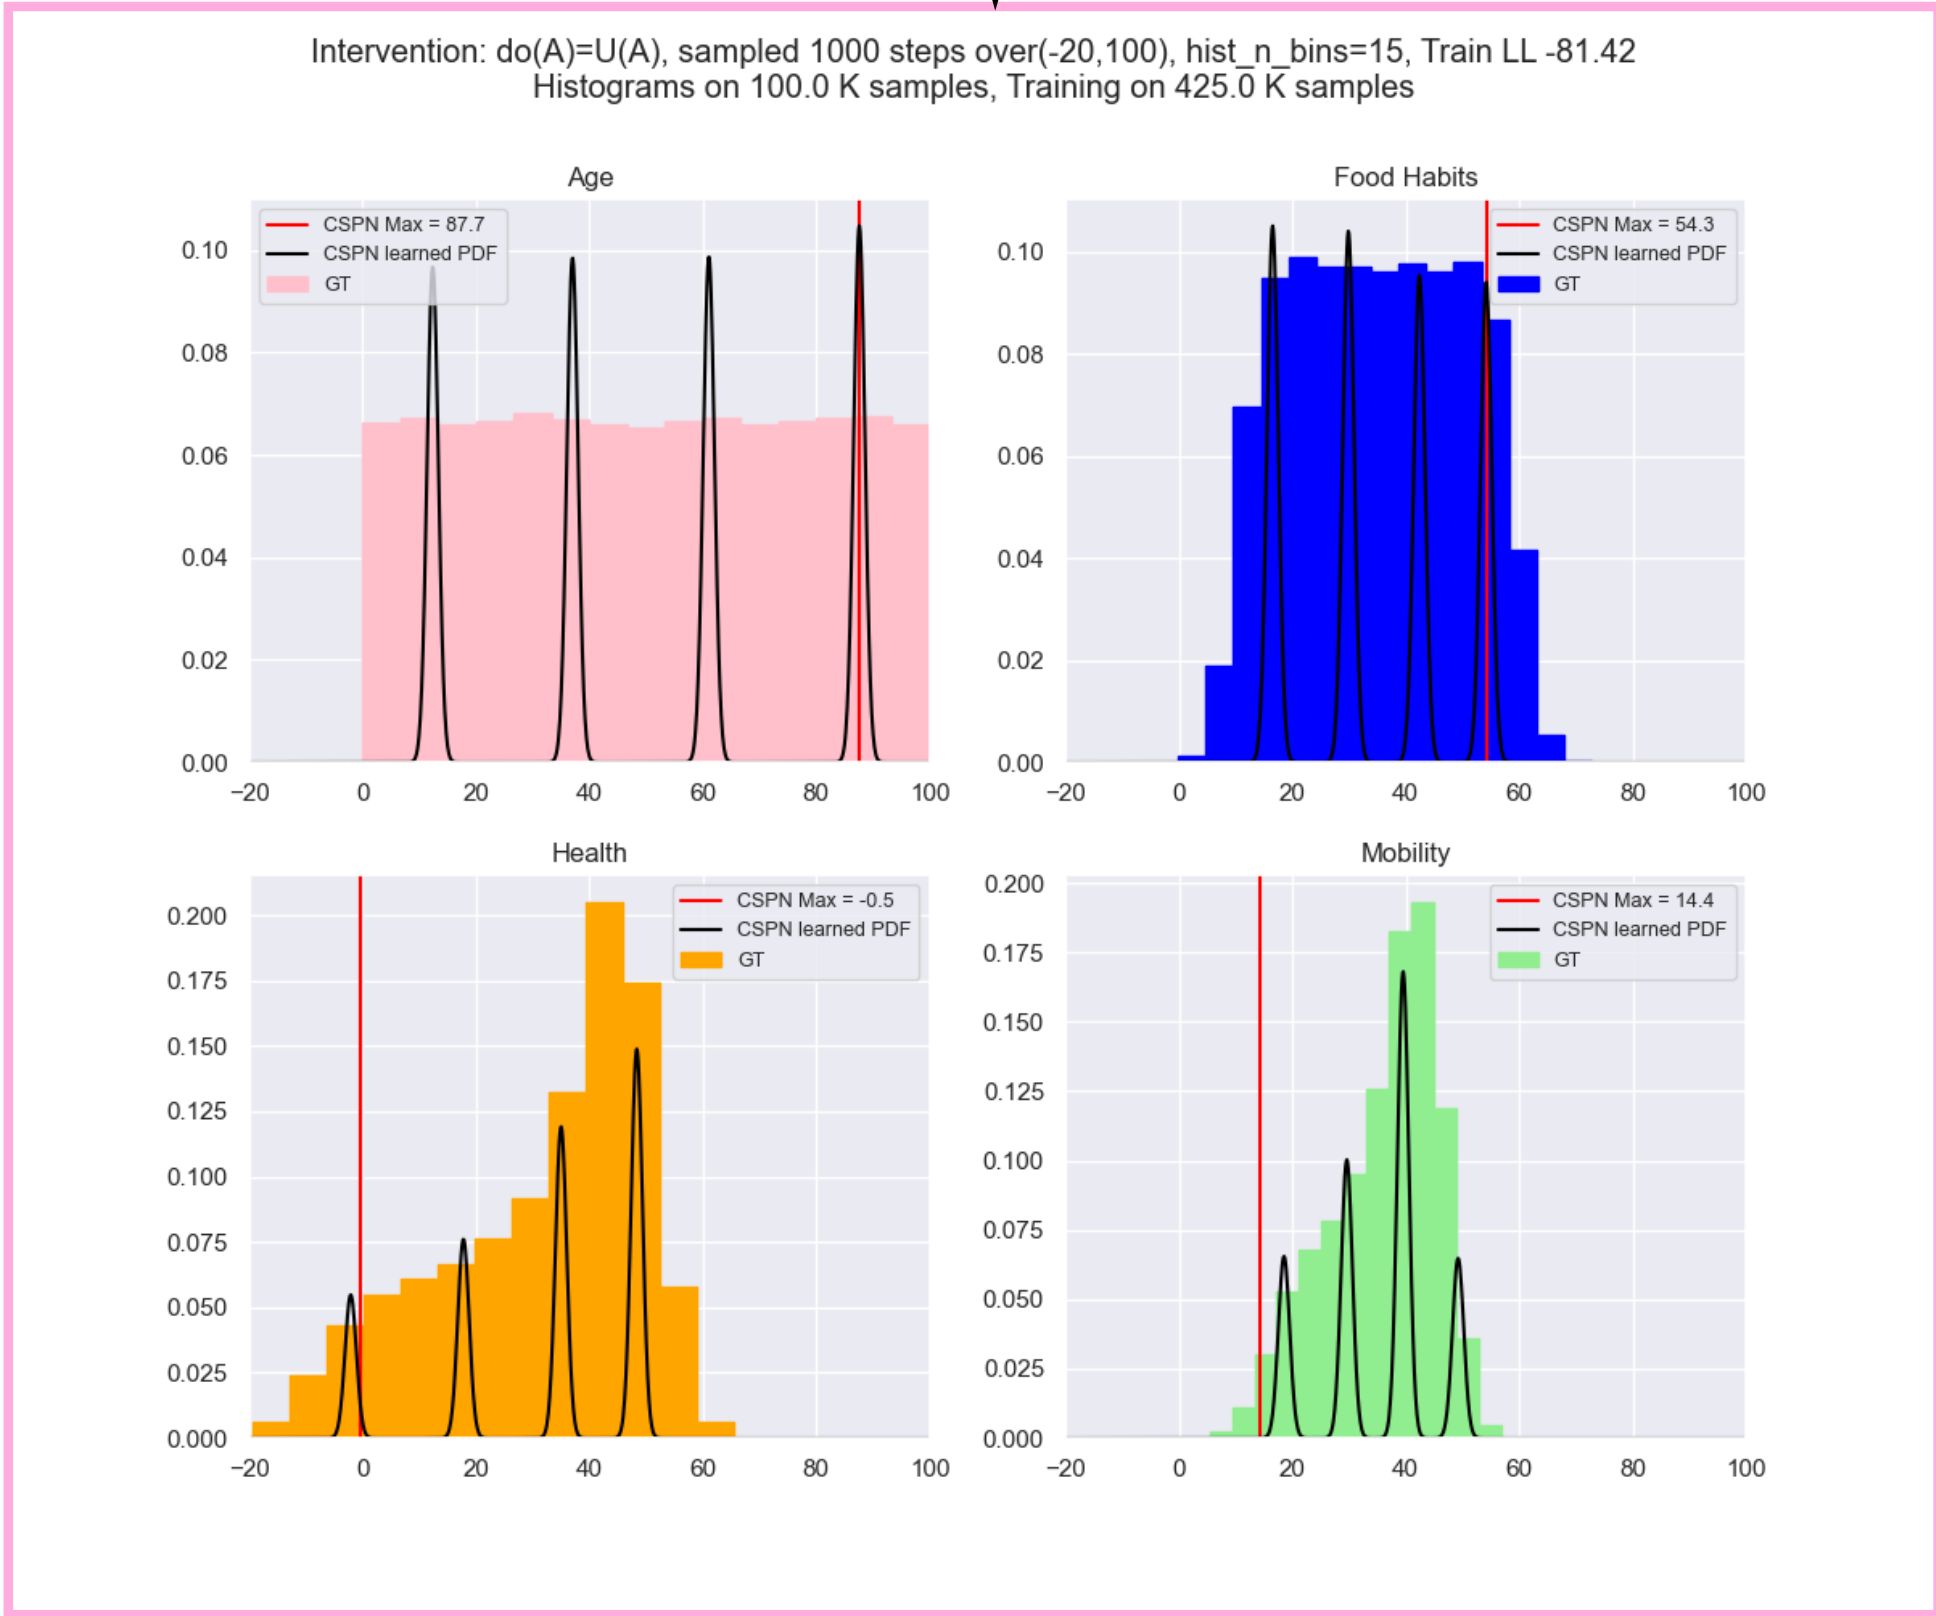 Intervention: do(A)=U(A), sampled 1000 steps over(-20,100), hist_n_bins=15, Train LL -81.42
Histograms on 100.0 K samples, Training on 425.0 K samples
Age
CSPN Max = 87.7
CSPN learned PDF
GT
0.10
0.08
0.06
0.04
0.02
0.00
−20 0 20 40 60 80 100
Food Habits
CSPN Max = 54.3
CSPN learned PDF
GT
0.10
0.08
0.06
0.04
0.02
0.00
−20 0 20 40 60 80 100
Health
CSPN Max = -0.5
CSPN learned PDF
GT
0.200
0.175
0.150
0.125
0.100
0.075
0.050
0.025
0.000
−20 0 20 40 60 80 100
Mobility
CSPN Max = 14.4
CSPN learned PDF
GT
0.200
0.175
0.150
0.125
0.100
0.075
0.050
0.025
0.000
−20 0 20 40 60 80 100